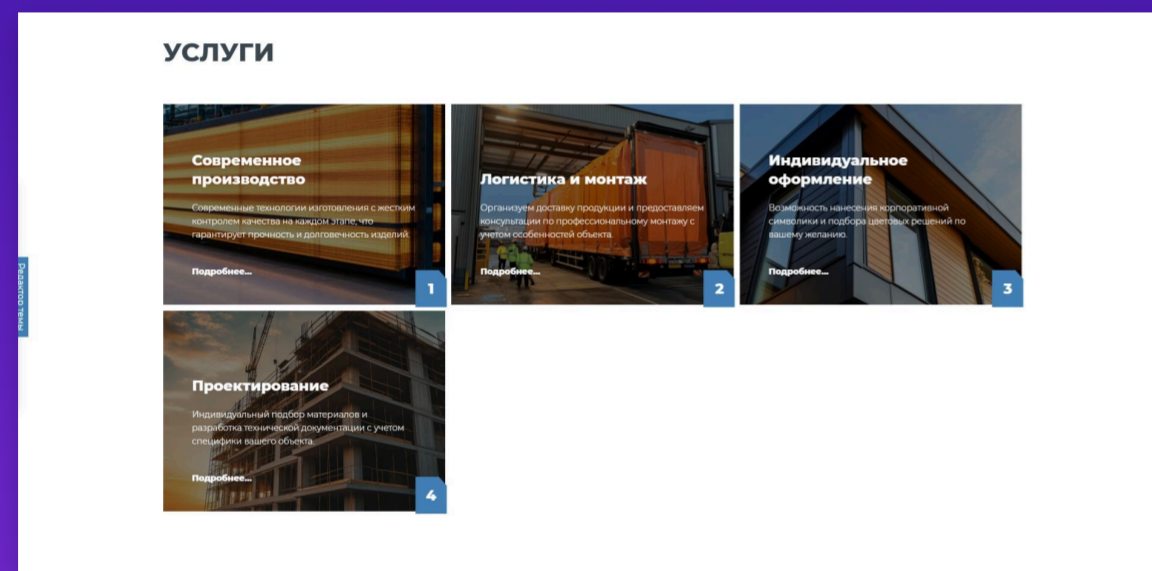 УСЛУГИ
Современное
производство
Современные технологии изготовления с жестким
контролем качества на каждом этапе, что
гарантирует прочность и долговечность изделий.
Подробнее...
1
Логистика и монтаж
Организуем доставку продукции и предоставляем
консультации по профессиональному монтажу с
учетом особенностей объекта.
Подробнее...
2
Индивидуальное
оформление
Возможность нанесения корпоративной
символики и подбора цветовых решений по
вашему желанию.
Подробнее...
3
Редактор темы
Проектирование
Индивидуальный подбор материалов и
разработка технической документации с учетом
специфики вашего объекта.
Подробнее...
4